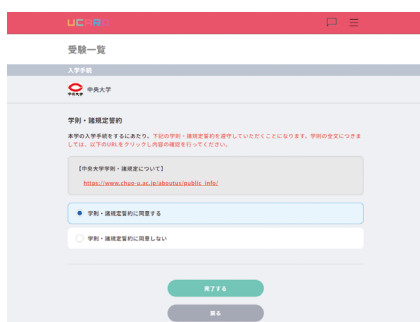 UCARO
受験一覧
入学手続
中央大学
中央大学
学則・諸規定誓約
本学の入学手続をするにあたり、下記の学則・諸規定誓約を遵守していただくことになります。学則の全文につきま
しては、以下のURLをクリックし内容の確認を行ってください。
【中央大学学則・諸規定について】
https://www.chuo-u.ac.jp/aboutus/public_info/
学則・諸規定誓約に同意する
学則・諸規定誓約に同意しない
完了する
戻る